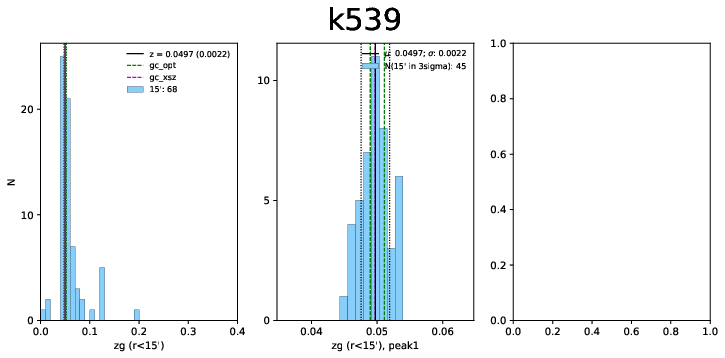 k539
z = 0.0497 (0.0022)
gc_opt
gc_xsz
15': 68
N
20
10
0
0.0 0.1 0.2 0.3 0.4
zg (r<15')
μ: 0.0497; σ: 0.0022
N(15' in 3sigma): 45
10
5
0
0.04 0.05 0.06
zg (r<15'), peak1
1.0
0.8
0.6
0.4
0.2
0.0
0.0 0.2 0.4 0.6 0.8 1.0